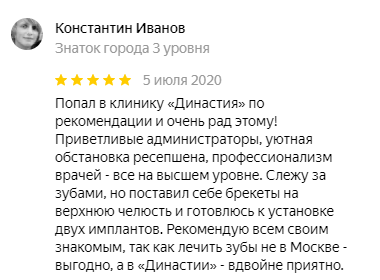 Константин Иванов
Знаток города 3 уровня
5 июля 2020
Попал в клинику «Династия» по
рекомендации и очень рад этому!
Приветливые администраторы, уютная
обстановка ресепшена, профессионализм
врачей - все на высшем уровне. Слежу за
зубами, но поставил себе брекеты на
верхнюю челюсть и готовлюсь к установке
двух имплантов. Рекомендую всем своим
знакомым, так как лечить зубы не в Москве -
выгодно, а в «Династии» - вдвойне приятно.